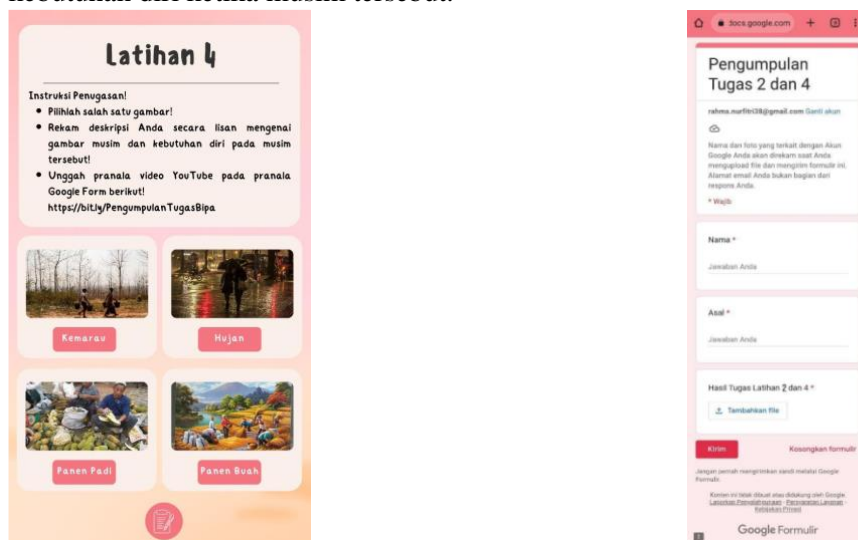 Latihan 4
Instruksi Penugasan!
• Pilihlah salah satu gambar!
• Rekam deskripsi Anda secara lisan mengenai
gambar musim dan kebutuhan diri pada musim
tersebut!
• Unggah pranala video YouTube pada pranala
Google Form berikut!
https://bit.ly/PengumpulanTugasBipa
Kemarau
Hujan
Panen Padi
Panen Buah
docs.google.com
Pengumpulan
Tugas 2 dan 4
rahma.nurfitri38@gmail.com Ganti akun
Nama dan foto yang terkait dengan Akun
Google Anda akan direkam saat Anda
mengupload file dan mengirim formulir ini.
Alamat email Anda bukan bagian dari
respons Anda.
* Wajib
Nama *
Jawaban Anda
Asal *
Jawaban Anda
Hasil Tugas Latihan 2 dan 4 *
Tambahkan file
Kirim
Kosongkan formulir
Jangan pernah mengirimkan sandi melalui Google
Formulir.
Konten ini tidak dibuat atau didukung oleh Google.
Laporkan Penyalahgunaan - Persyaratan Layanan -
Kebijakan Privasi
Google Formulir